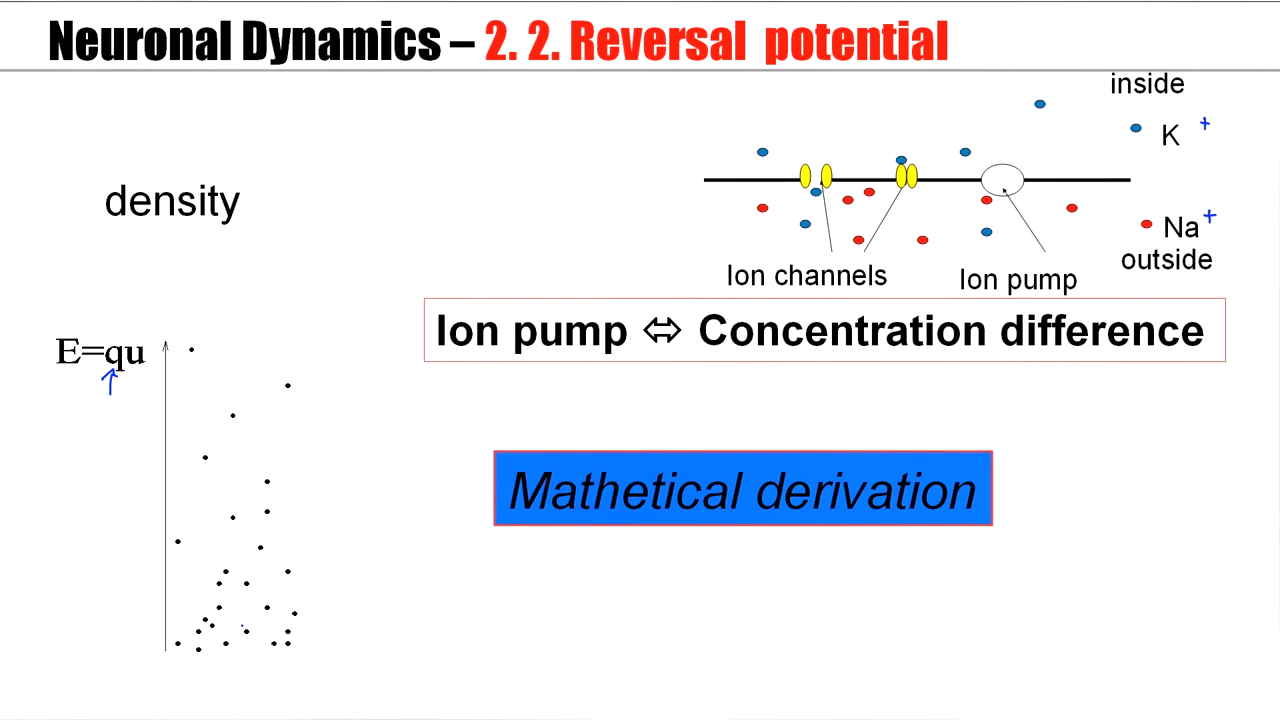 Neuronal Dynamics – 2. 2. Reversal potential
inside
K +
density
Na+
outside
Ion channels
Ion pump
Ion pump ⇔ Concentration difference
E=qu
Mathetical derivation